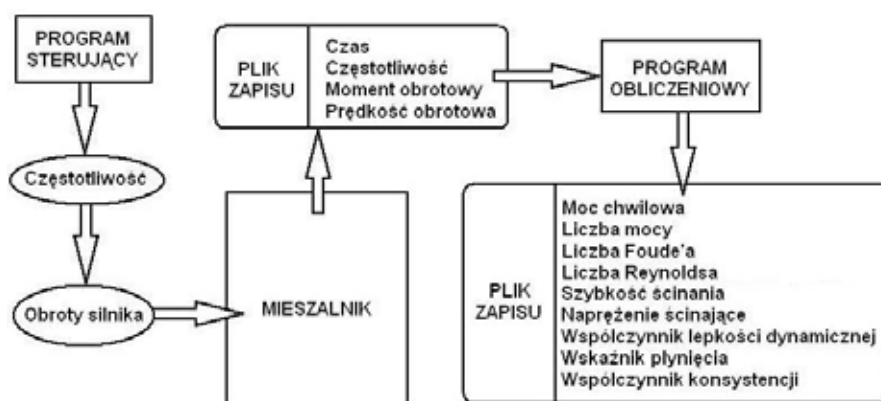 PROGRAM
STERUJĄCY
Częstotliwość
Obroty silnika
MIESZALNIK
PLIK
ZAPISU
Czas
Częstotliwość
Moment obrotowy
Prędkość obrotowa
PROGRAM
OBLICZENIOWY
PLIK
ZAPISU
Moc chwilowa
Liczba mocy
Liczba Foude'a
Liczba Reynoldsa
Szybkość ścinania
Naprężenie ścinające
Współczynnik lepkości dynamicznej
Wskaźnik płynięcia
Współczynnik konsystencji